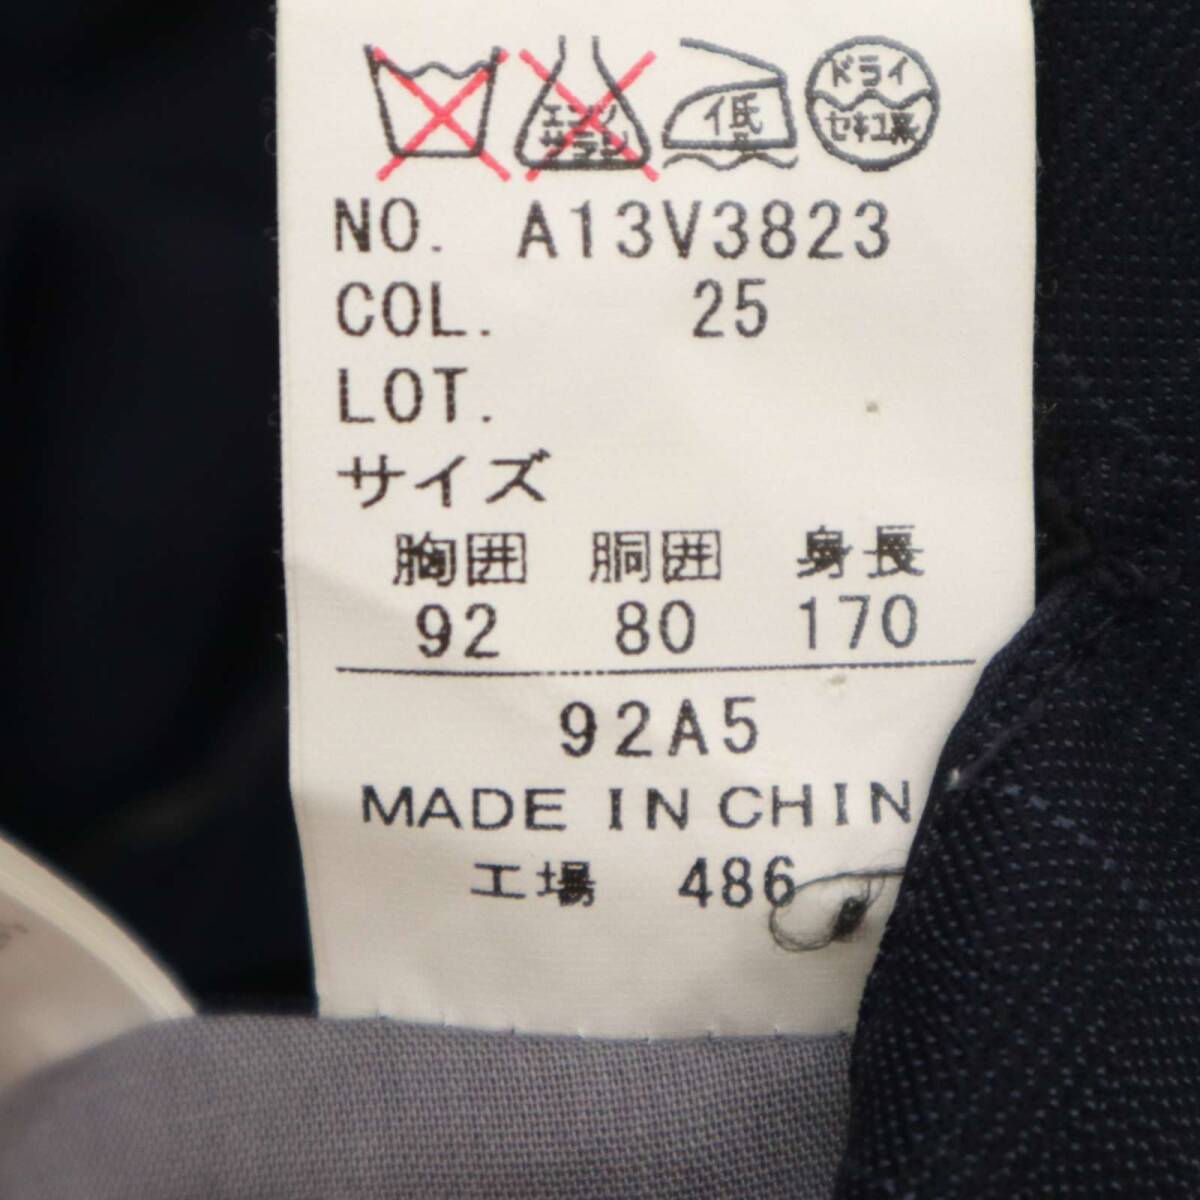 エンソサラシ 低 ドライ
セキユ系
NO. A13V3823
COL. 25
LOT.
サイズ
胸囲 胴囲 身長
92 80 170
92A5
MADE IN CHIN
工場 486